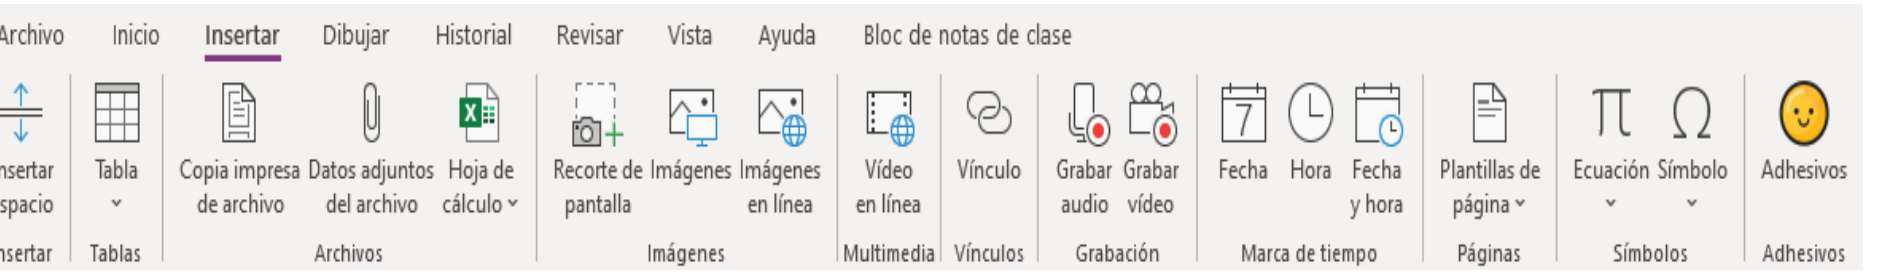 Archivo Inicio Insertar Dibujar Historial Revisar Vista Ayuda Bloc de notas de clase
7
nsertar Tabla Copia impresa Datos adjuntos Hoja de Recorte de Imágenes Imágenes Vídeo Vínculo Grabar Grabar Fecha Hora Fecha Plantillas de Ecuación Símbolo Adhesivos
spacio de archivo del archivo cálculo pantalla en línea en línea audio vídeo y hora página
nsertar Tablas Archivos Imágenes Multimedia Vínculos Grabación Marca de tiempo Páginas Símbolos Adhesivos